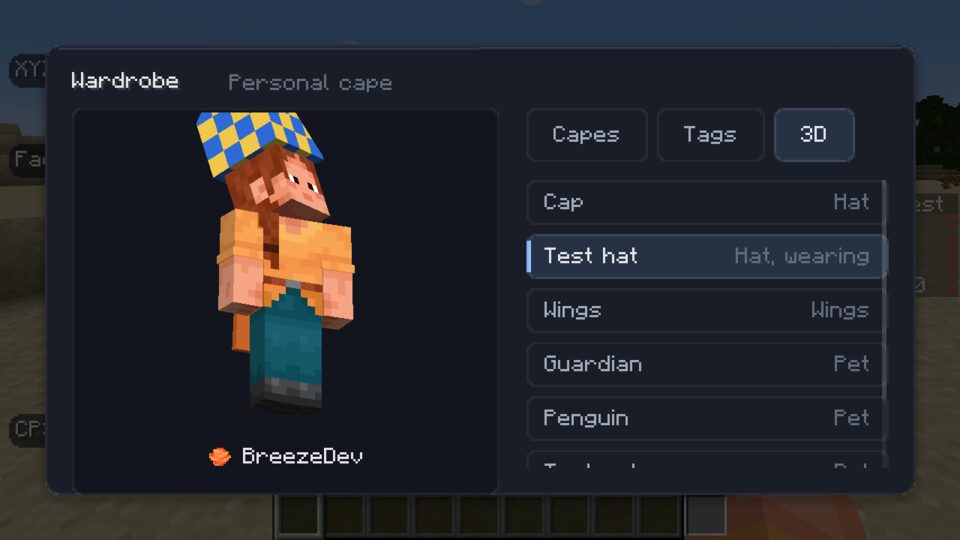 Wardrobe
Personal cape
Capes
Tags
3D
Cap
Hat
Test hat
Hat, wearing
Wings
Wings
Guardian
Pet
Penguin
Pet
BreezeDev